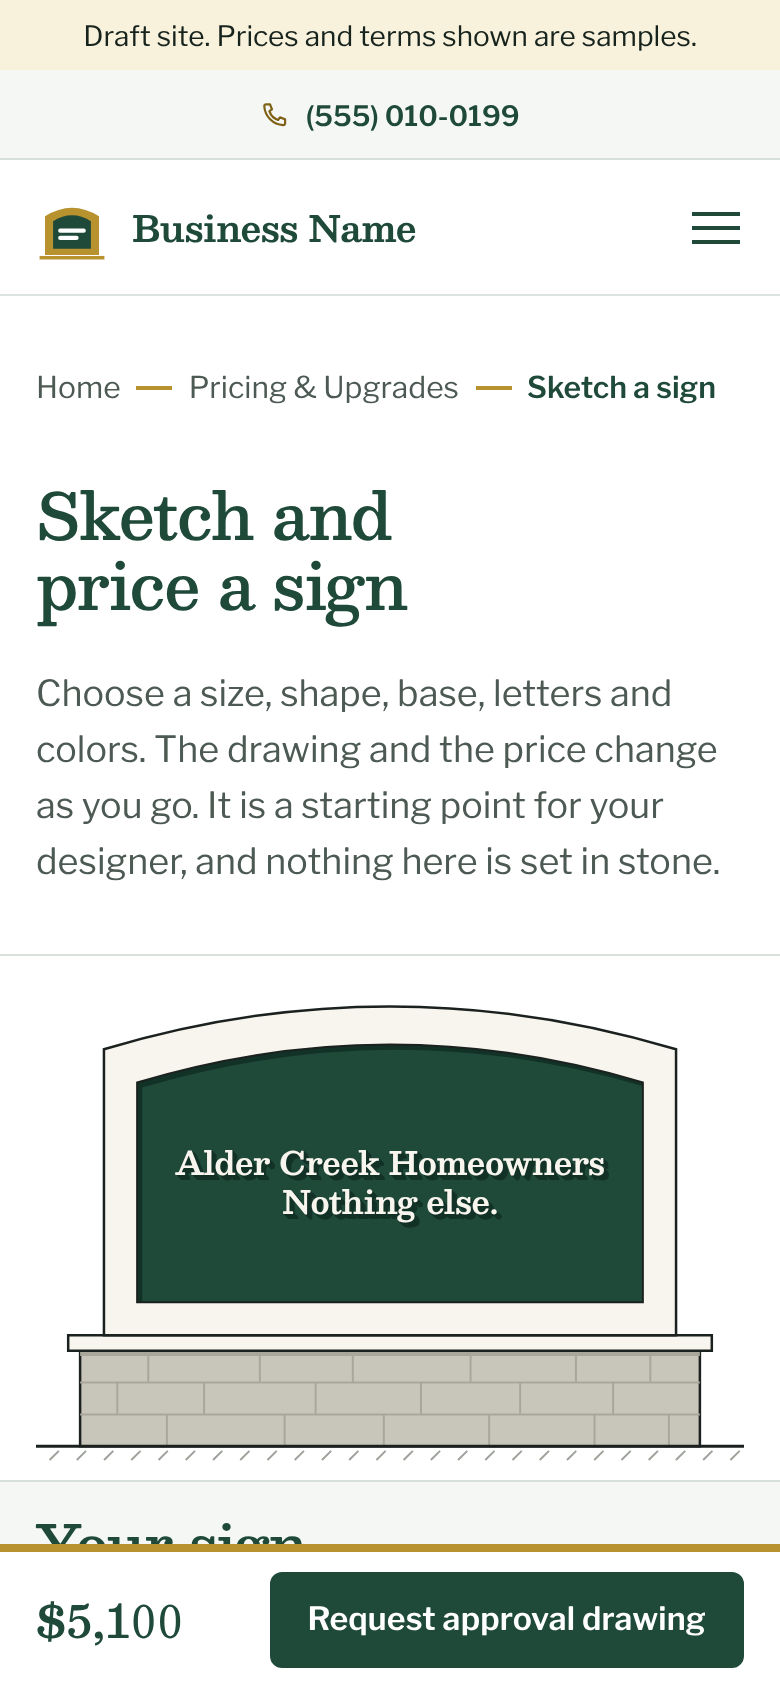 Draft site. Prices and terms shown are samples.
(555) 010-0199
Business Name
Home — Pricing & Upgrades — Sketch a sign
Sketch and
price a sign
Choose a size, shape, base, letters and
colors. The drawing and the price change
as you go. It is a starting point for your
designer, and nothing here is set in stone.
Alder Creek Homeowners
Nothing else.
Your sign
$5,100
Request approval drawing